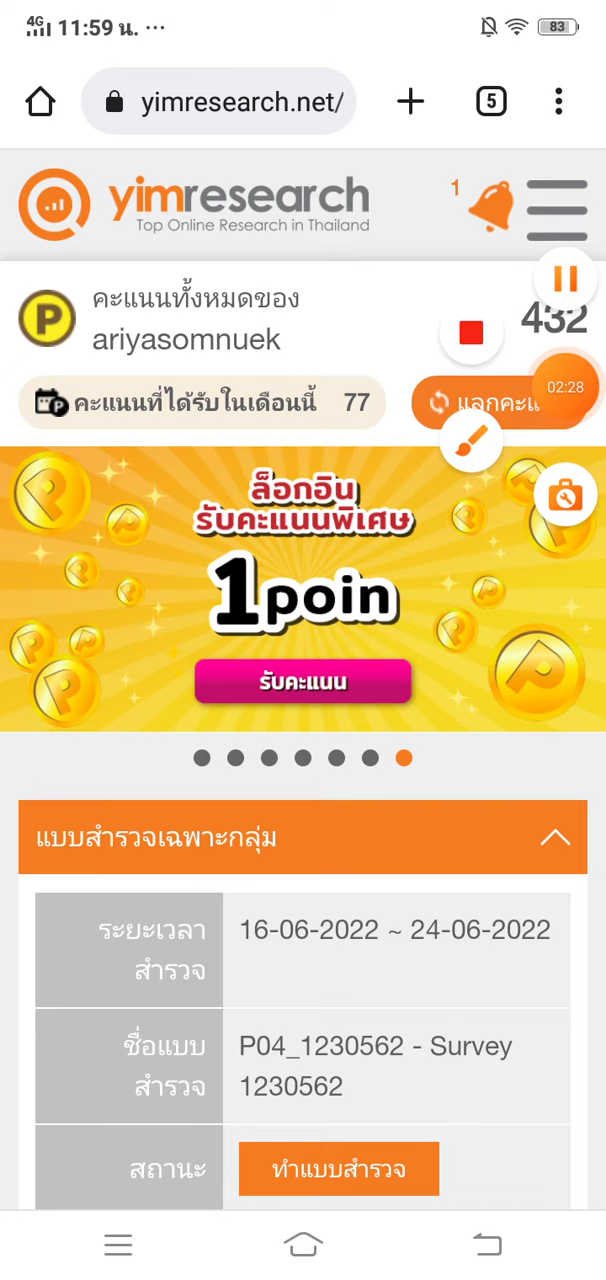 4G 11:59 น. ...
83
yimresearch.net/
5
yimresearch
Top Online Research in Thailand
1
คะแนนทั้งหมดของ
ariyasomnuek
432
คะแนนที่ได้รับในเดือนนี้ 77
02:28
ล็อกอิน
รับคะแนนพิเศษ
1poin
รับคะแนน
แบบสำรวจเฉพาะกลุ่ม
ระยะเวลา
สำรวจ
16-06-2022 ~ 24-06-2022
ชื่อแบบ
สำรวจ
P04_1230562 - Survey
1230562
สถานะ
ทำแบบสำรวจ